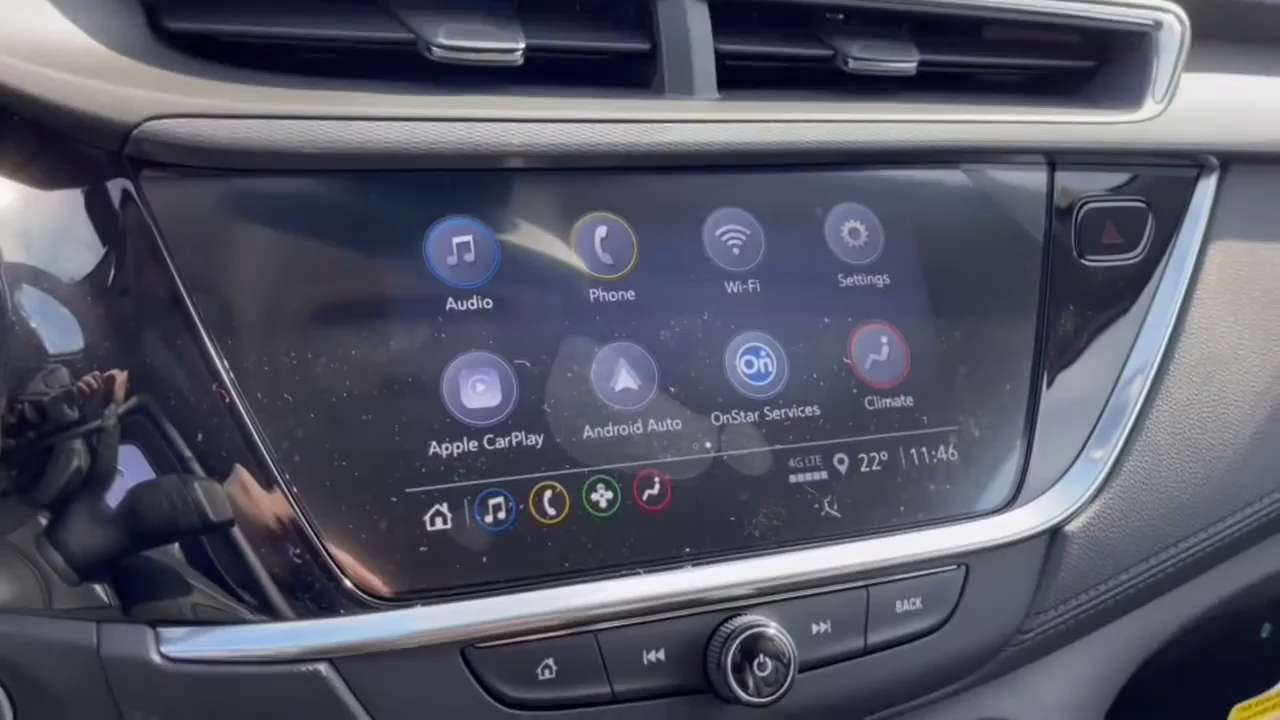 Audio
Phone
Wi-Fi
Settings
Apple CarPlay
Android Auto
On
OnStar Services
Climate
4G LTE
22°
11:46
BACK